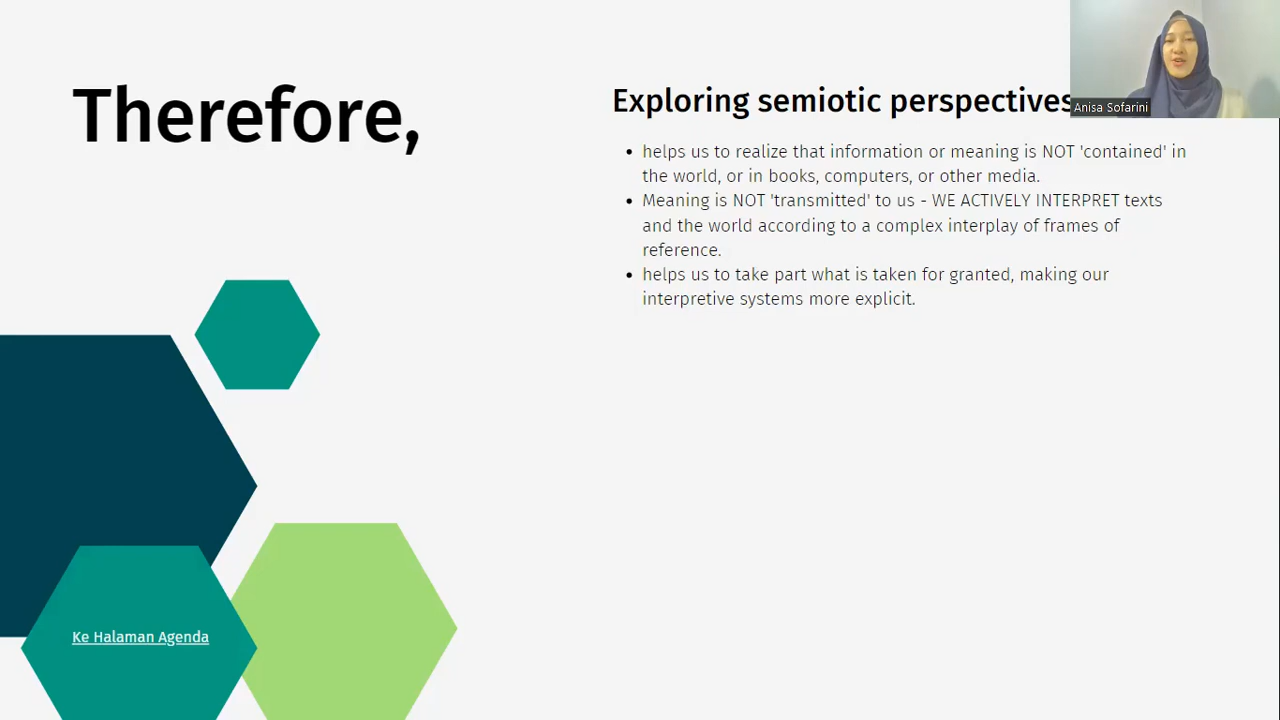 Therefore,
Exploring semiotic perspectives
Anisa Sofarini
helps us to realize that information or meaning is NOT 'contained' in
the world, or in books, computers, or other media.
Meaning is NOT 'transmitted' to us - WE ACTIVELY INTERPRET texts
and the world according to a complex interplay of frames of
reference.
helps us to take part what is taken for granted, making our
interpretive systems more explicit.
Ke Halaman Agenda